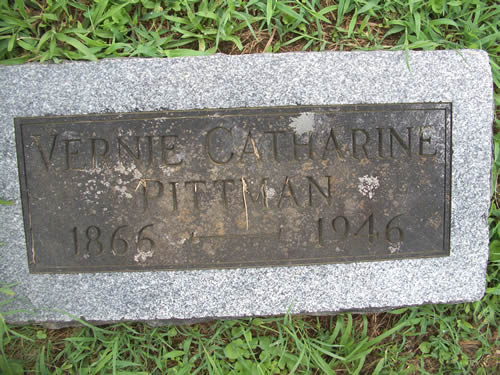 Vernie Catharine
Pittman
1866 — 1946